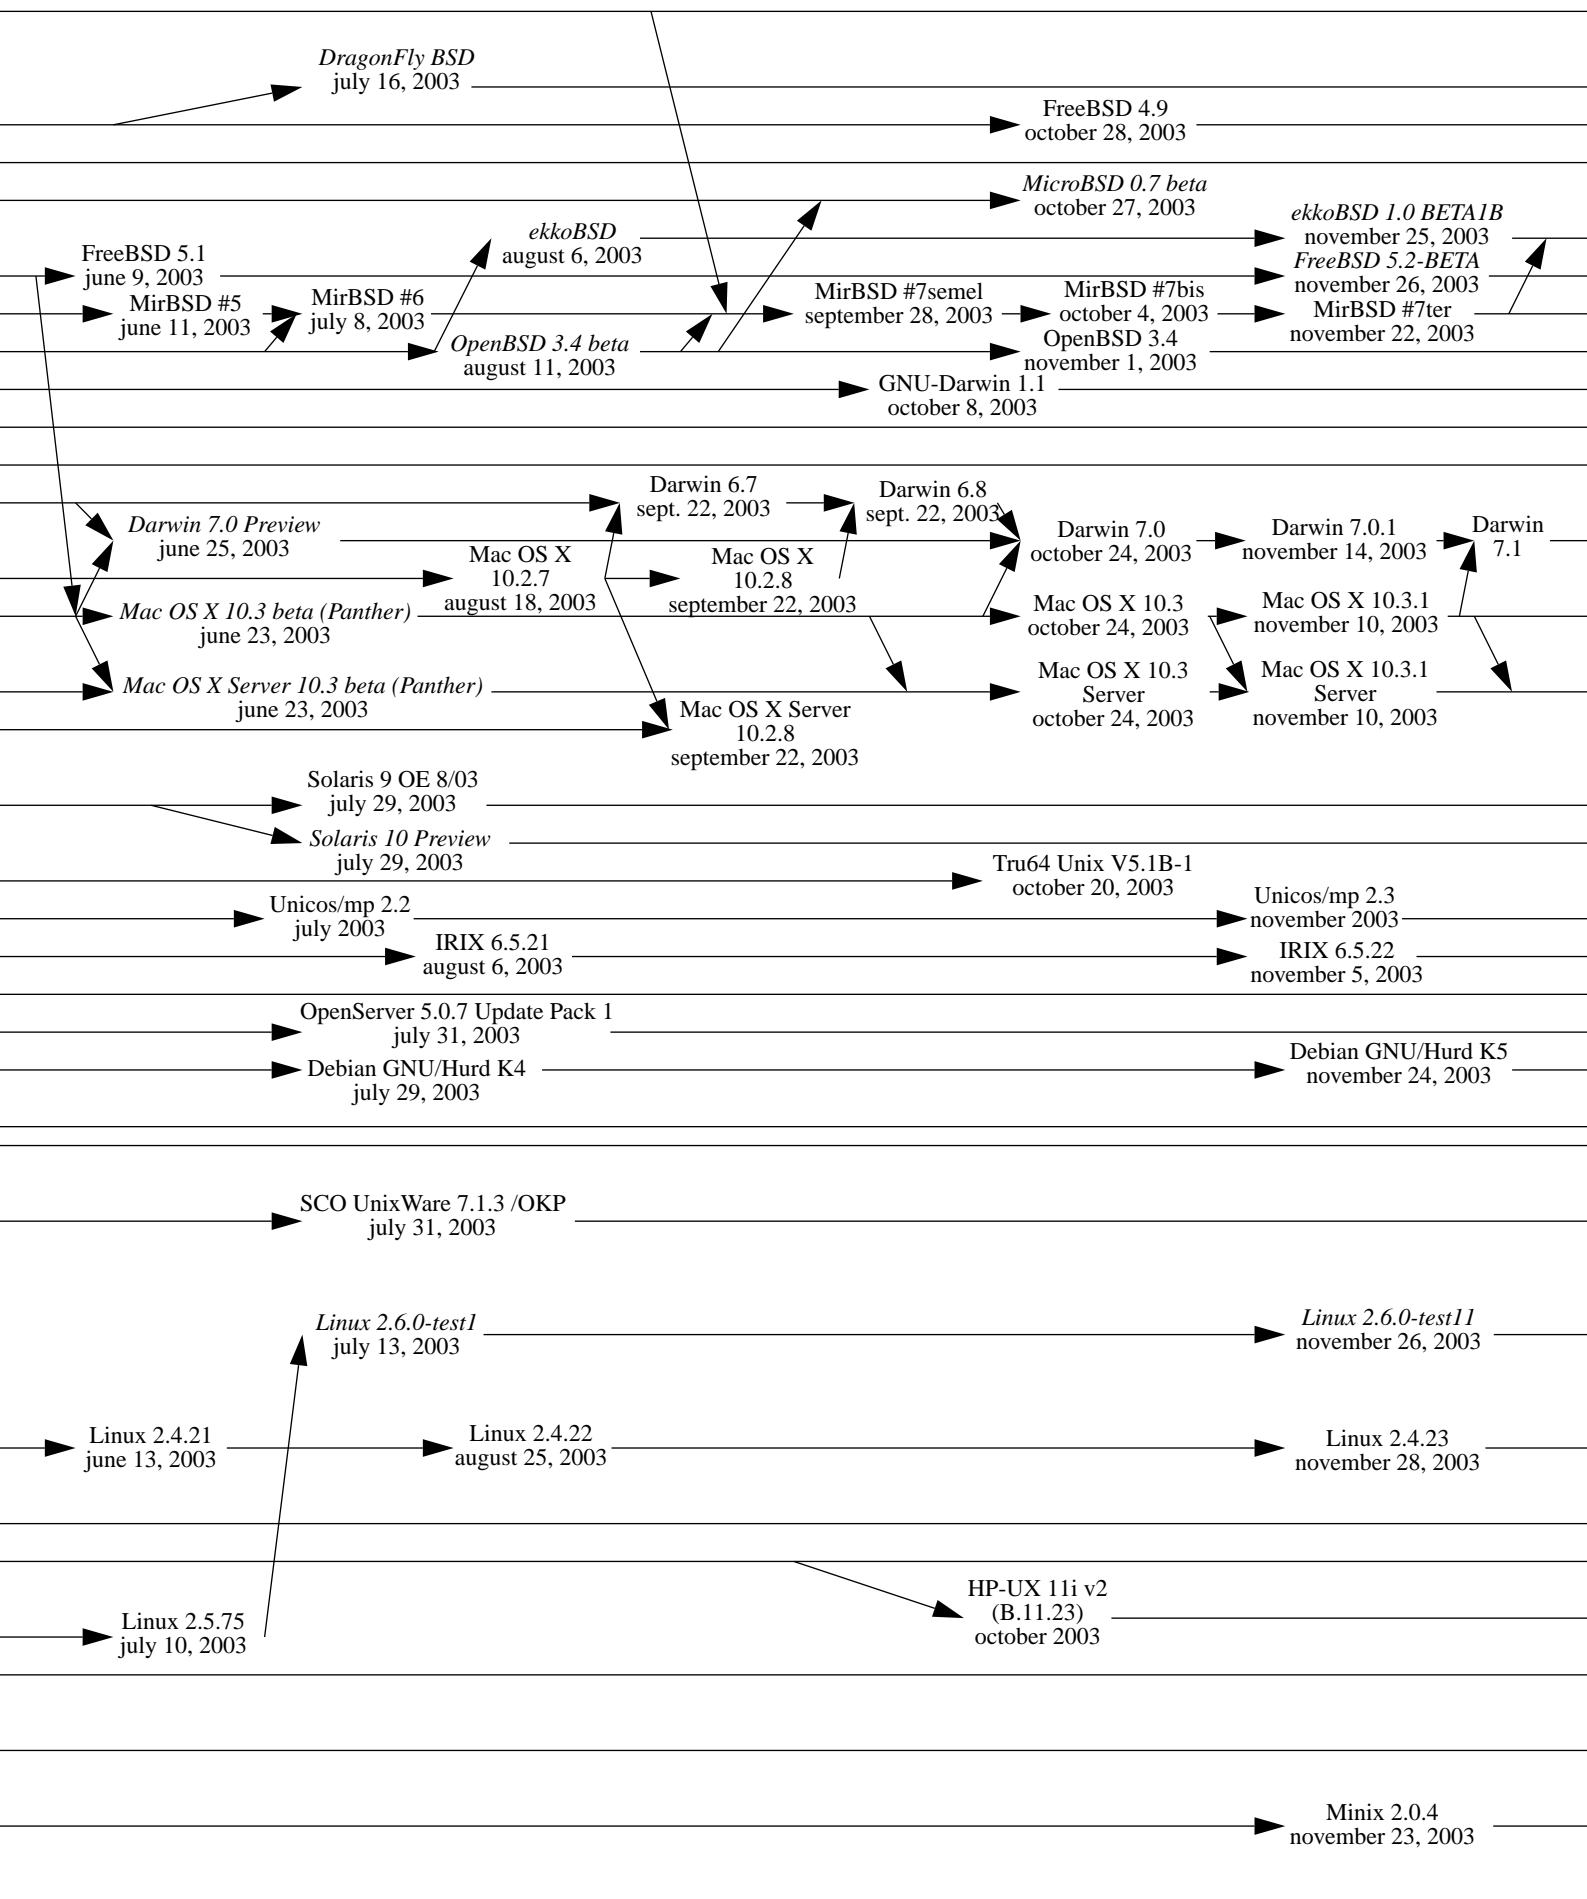 DragonFly BSD
july 16, 2003
FreeBSD 4.9
october 28, 2003
MicroBSD 0.7 beta
october 27, 2003
ekkoBSD
august 6, 2003
ekkoBSD 1.0 BETA1B
november 25, 2003
FreeBSD 5.1
june 9, 2003
FreeBSD 5.2-BETA
november 26, 2003
MirBSD #5
june 11, 2003
MirBSD #6
july 8, 2003
MirBSD #7semel
september 28, 2003
MirBSD #7bis
october 4, 2003
MirBSD #7ter
november 22, 2003
OpenBSD 3.4 beta
august 11, 2003
OpenBSD 3.4
november 1, 2003
GNU-Darwin 1.1
october 8, 2003
Darwin 6.7
sept. 22, 2003
Darwin 6.8
sept. 22, 2003
Darwin 7.0 Preview
june 25, 2003
Darwin 7.0
october 24, 2003
Darwin 7.0.1
november 14, 2003
Darwin
7.1
Mac OS X
10.2.7
august 18, 2003
Mac OS X
10.2.8
september 22, 2003
Mac OS X 10.3 beta (Panther)
june 23, 2003
Mac OS X 10.3
october 24, 2003
Mac OS X 10.3.1
november 10, 2003
Mac OS X Server 10.3 beta (Panther)
june 23, 2003
Mac OS X 10.3
Server
october 24, 2003
Mac OS X 10.3.1
Server
november 10, 2003
Mac OS X Server
10.2.8
september 22, 2003
Solaris 9 OE 8/03
july 29, 2003
Solaris 10 Preview
july 29, 2003
Tru64 Unix V5.1B-1
october 20, 2003
Unicos/mp 2.2
july 2003
Unicos/mp 2.3
november 2003
IRIX 6.5.21
august 6, 2003
IRIX 6.5.22
november 5, 2003
OpenServer 5.0.7 Update Pack 1
july 31, 2003
Debian GNU/Hurd K4
july 29, 2003
Debian GNU/Hurd K5
november 24, 2003
SCO UnixWare 7.1.3 /OKP
july 31, 2003
Linux 2.6.0-test1
july 13, 2003
Linux 2.6.0-test11
november 26, 2003
Linux 2.4.21
june 13, 2003
Linux 2.4.22
august 25, 2003
Linux 2.4.23
november 28, 2003
HP-UX 11i v2
(B.11.23)
october 2003
Linux 2.5.75
july 10, 2003
Minix 2.0.4
november 23, 2003